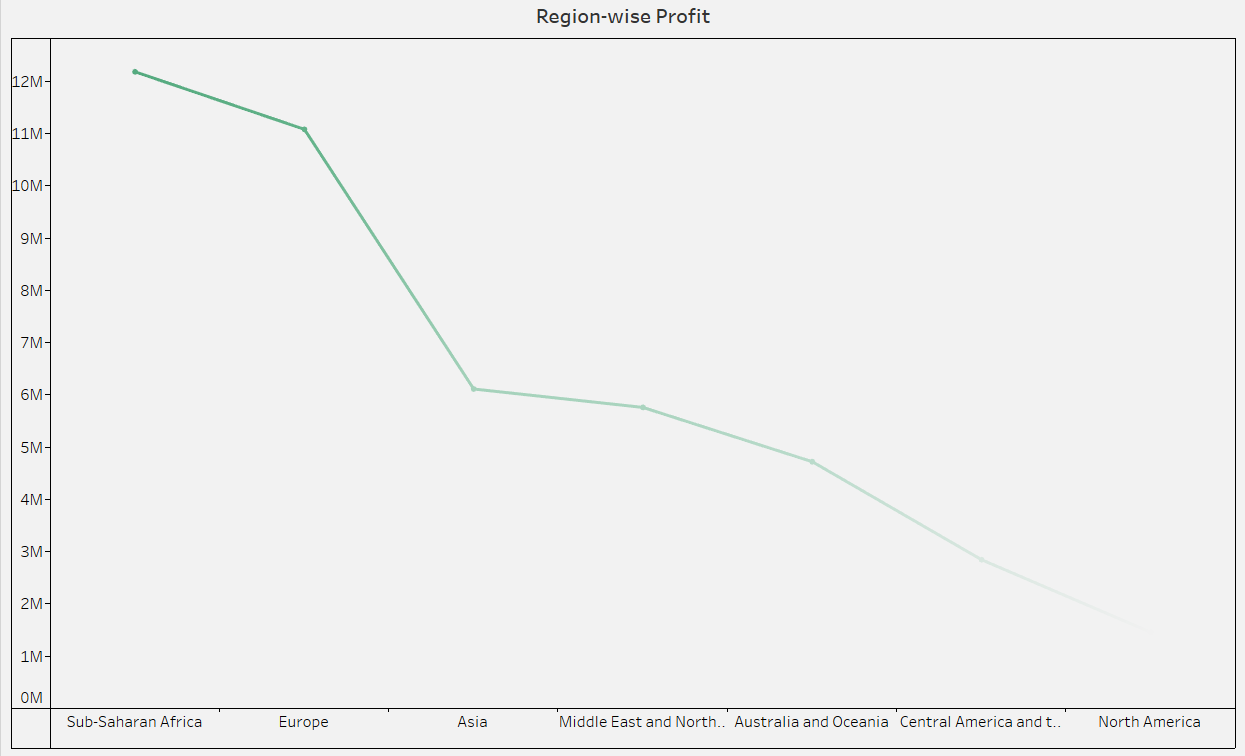 Region-wise Profit
12M
11M
10M
9M
8M
7M
6M
5M
4M
3M
2M
1M
0M
Sub-Saharan Africa Europe Asia Middle East and North.. Australia and Oceania Central America and t.. North America